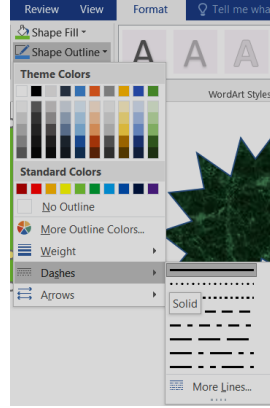 Review View Format Tell me wha
Shape Fill
Shape Outline
A A A
Theme Colors
WordArt Styles
Standard Colors
No Outline
More Outline Colors...
Weight
Dashes
Solid
Arrows
More Lines...